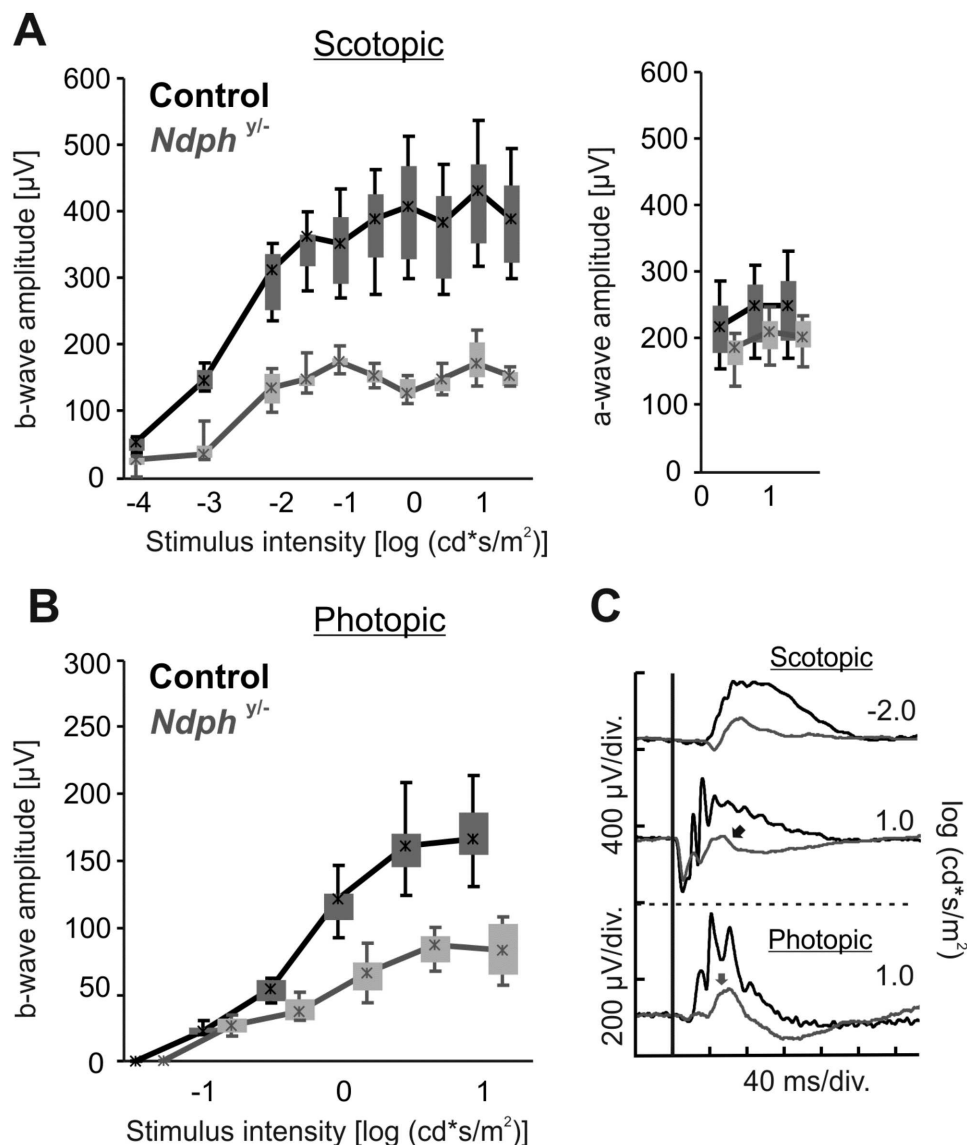 A
Scotopic
Control
Ndph y/-
b-wave amplitude [µV]
600
500
400
300
200
100
0
-4 -3 -2 -1 0 1
Stimulus intensity [log (cd*s/m²)]
a-wave amplitude [µV]
600
500
400
300
200
100
0
0 1
B
Photopic
Control
Ndph y/-
b-wave amplitude [µV]
300
250
200
150
100
50
0
-1 0 1
Stimulus intensity [log (cd*s/m²)]
C
Scotopic
-2.0
400 µV/div.
1.0
log (cd*s/m²)
Photopic
200 µV/div.
1.0
40 ms/div.